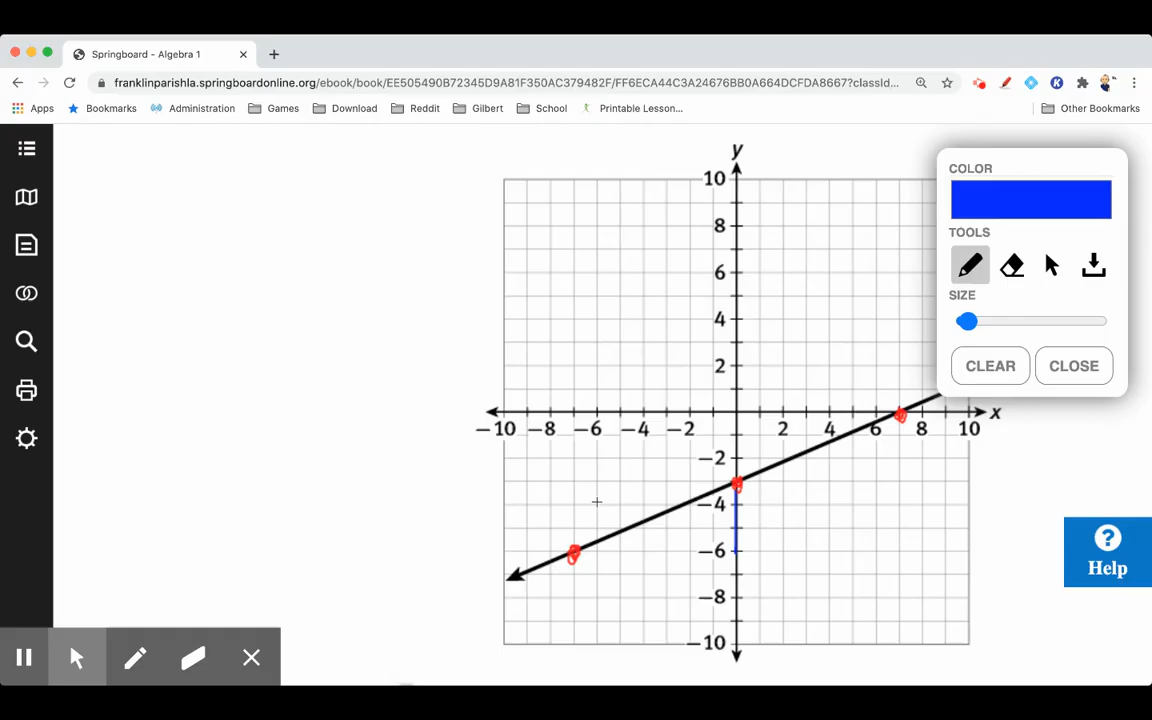 Springboard - Algebra 1
franklinparishla.springboardonline.org/ebook/book/EE505490B72345D9A81F350AC379482F/FF6ECA44C3A24676BB0A664DCFDA8667?classId...
Apps Bookmarks Administration Games Download Reddit Gilbert School Printable Lesson... Other Bookmarks
y
10
8
6
4
2
x
−10 −8 −6 −4 −2 2 4 6 8 10
−2
−4
−6
−8
−10
COLOR
TOOLS
SIZE
CLEAR CLOSE
?
Help